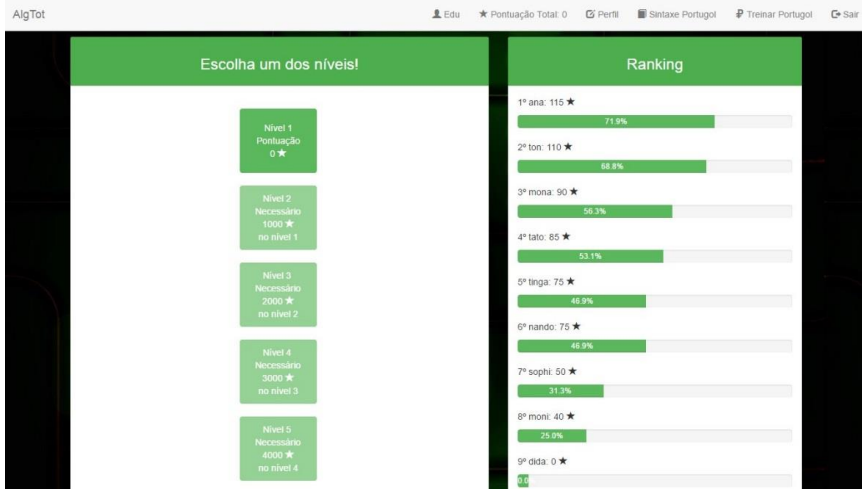 AlgTot
Edu ★ Pontuação Total: 0 Perfil Sintaxe Portugol Treinar Portugol Sair
Escolha um dos níveis!
Nível 1
Pontuação
0 ★
Nível 2
Necessário
1000 ★
no nível 1
Nível 3
Necessário
2000 ★
no nível 2
Nível 4
Necessário
3000 ★
no nível 3
Nível 5
Necessário
4000 ★
no nível 4
Ranking
1º ana: 115 ★
71.9%
2º ton: 110 ★
68.8%
3º mona: 90 ★
56.3%
4º tato: 85 ★
53.1%
5º tinga: 75 ★
46.9%
6º nando: 75 ★
46.9%
7º sophi: 50 ★
31.3%
8º moni: 40 ★
25.0%
9º dida: 0 ★
0.0%